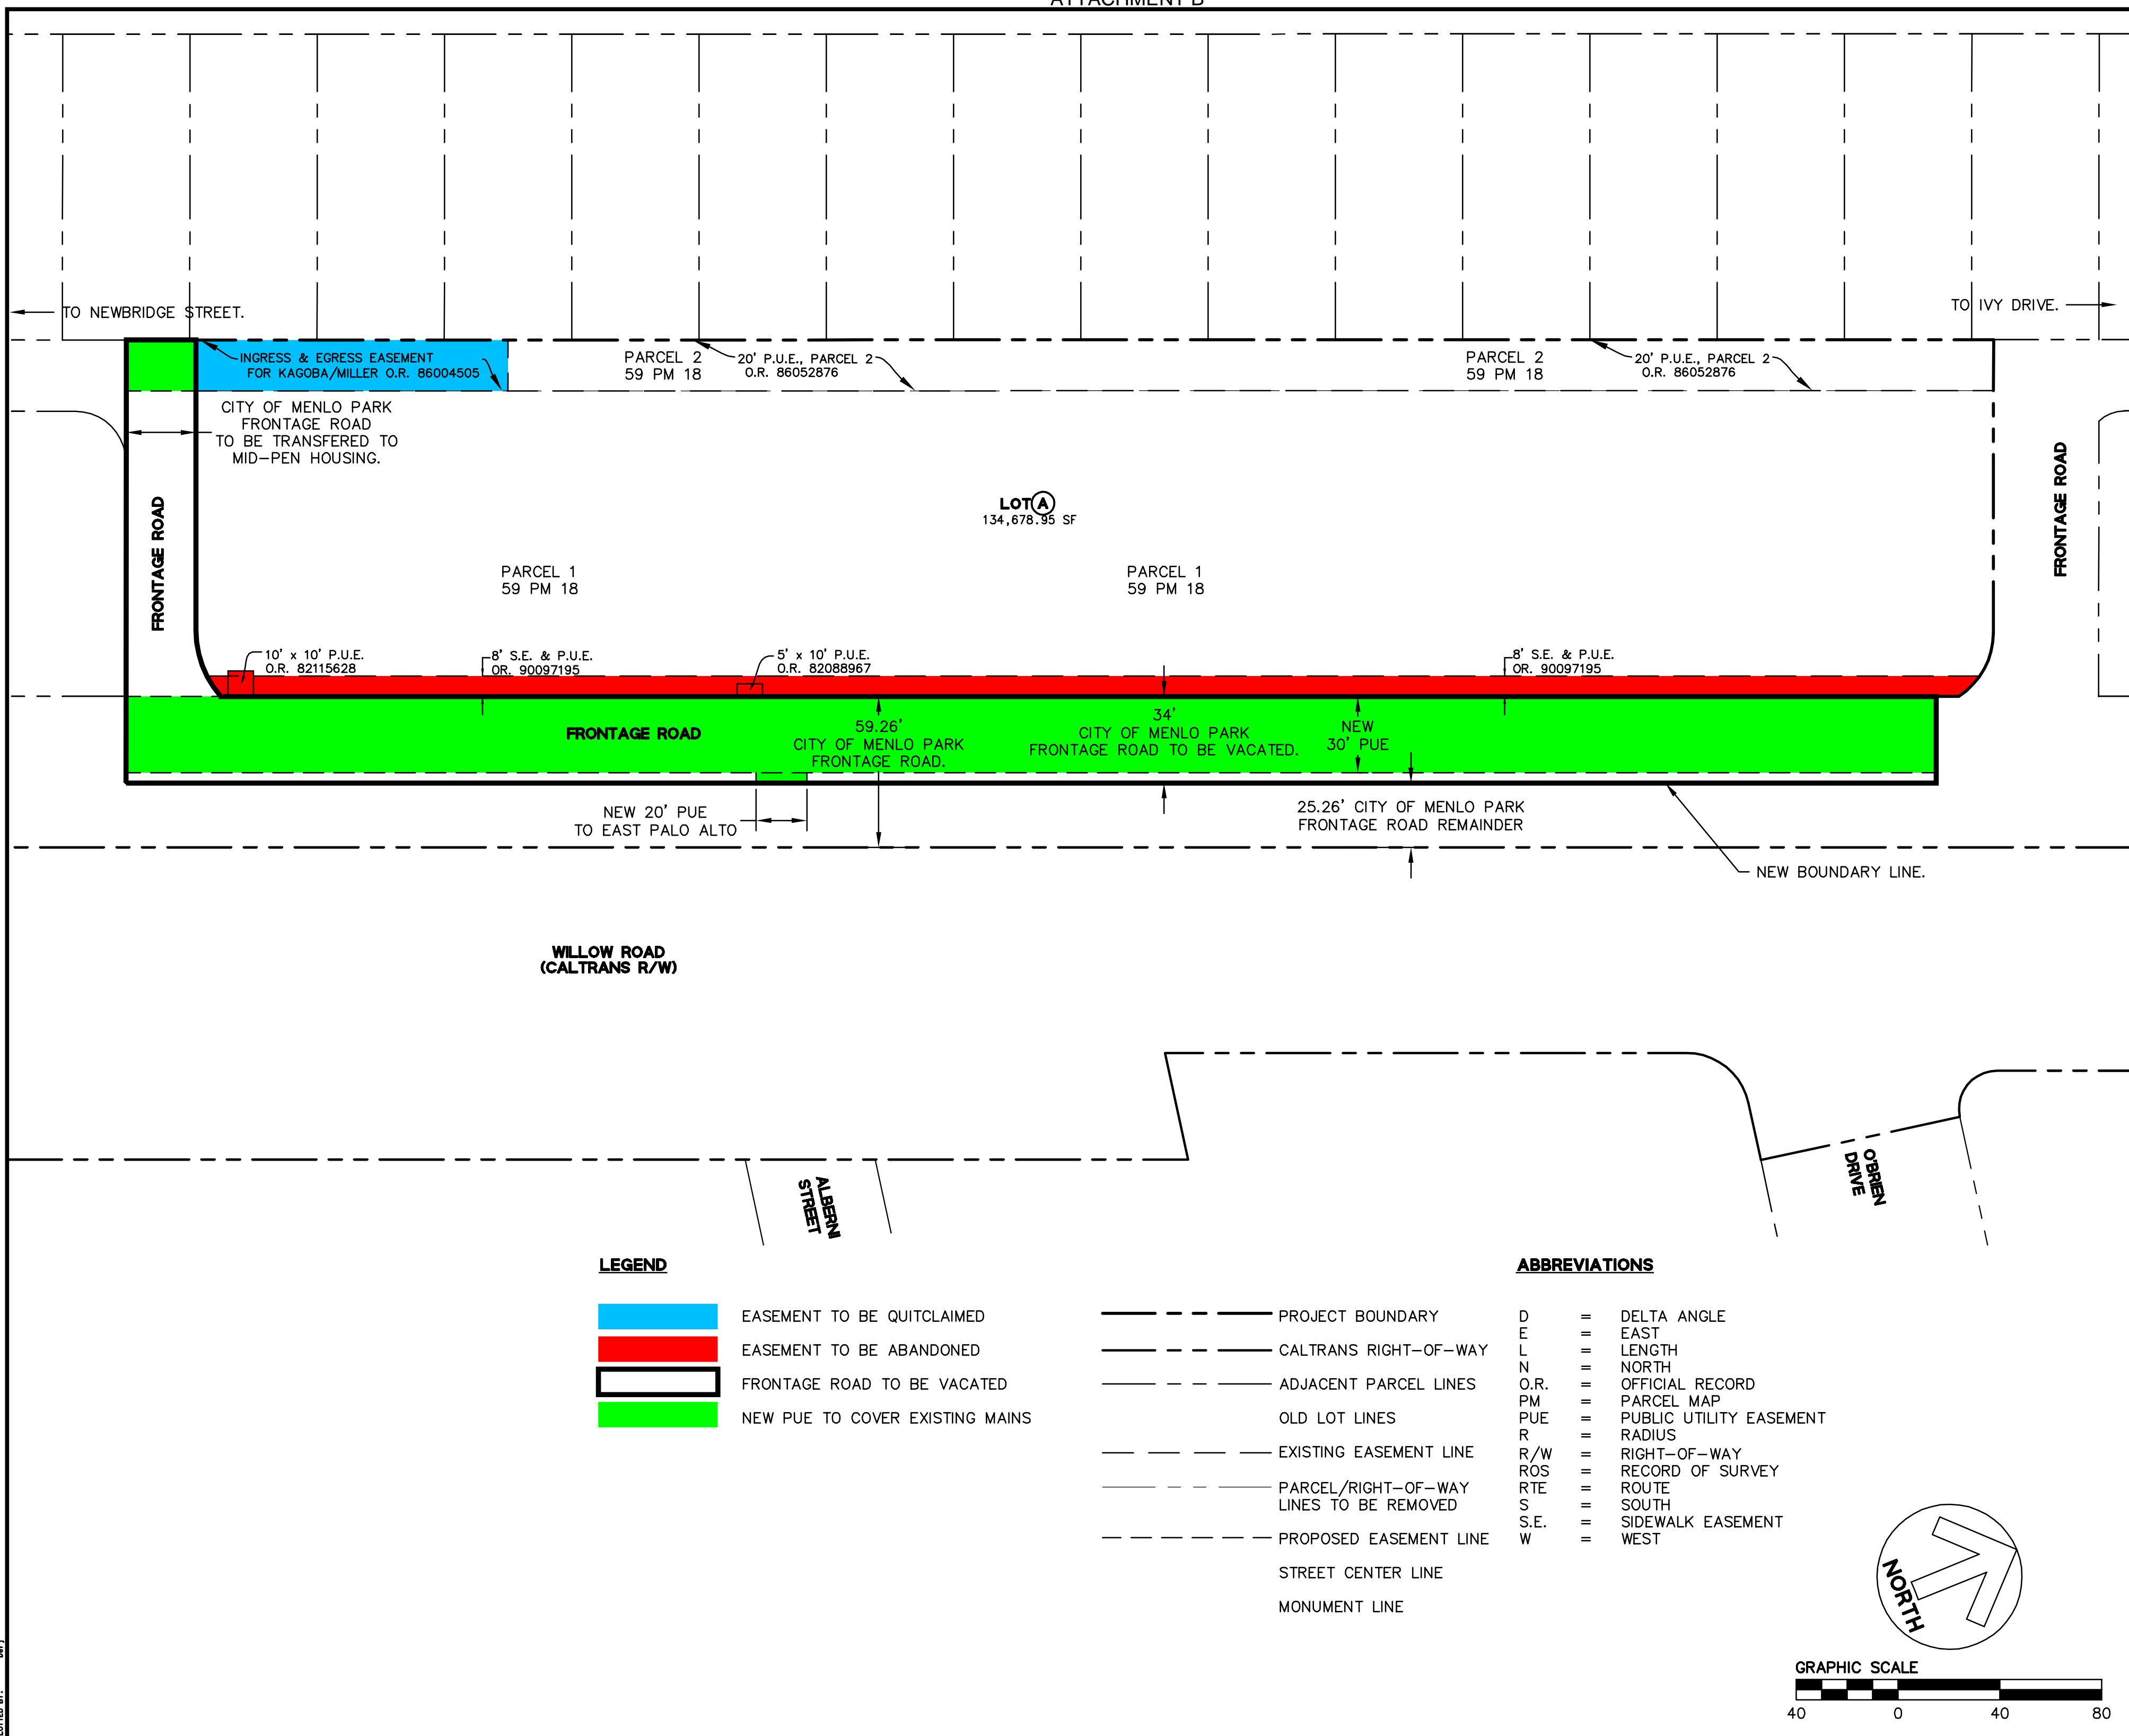 ATTACHMENT B
TO NEWBRIDGE STREET.
TO IVY DRIVE.
INGRESS & EGRESS EASEMENT
FOR KAGOBA/MILLER O.R. 86004505
PARCEL 2
59 PM 18
20' P.U.E., PARCEL 2
O.R. 86052876
PARCEL 2
59 PM 18
20' P.U.E., PARCEL 2
O.R. 86052876
CITY OF MENLO PARK
FRONTAGE ROAD
TO BE TRANSFERED TO
MID-PEN HOUSING.
FRONTAGE ROAD
LOT A
134,678.95 SF
FRONTAGE ROAD
PARCEL 1
59 PM 18
PARCEL 1
59 PM 18
10' x 10' P.U.E.
O.R. 82115628
8' S.E. & P.U.E.
OR. 90097195
5' x 10' P.U.E.
O.R. 82088967
8' S.E. & P.U.E.
OR. 90097195
FRONTAGE ROAD
59.26'
CITY OF MENLO PARK
FRONTAGE ROAD.
34'
CITY OF MENLO PARK
FRONTAGE ROAD TO BE VACATED.
NEW
30' PUE
NEW 20' PUE
TO EAST PALO ALTO
25.26' CITY OF MENLO PARK
FRONTAGE ROAD REMAINDER
NEW BOUNDARY LINE.
WILLOW ROAD
(CALTRANS R/W)
ALBERNI
STREET
O'BRIEN
DRIVE
LEGEND
EASEMENT TO BE QUITCLAIMED
EASEMENT TO BE ABANDONED
FRONTAGE ROAD TO BE VACATED
NEW PUE TO COVER EXISTING MAINS
PROJECT BOUNDARY
CALTRANS RIGHT-OF-WAY
ADJACENT PARCEL LINES
OLD LOT LINES
EXISTING EASEMENT LINE
PARCEL/RIGHT-OF-WAY
LINES TO BE REMOVED
PROPOSED EASEMENT LINE
STREET CENTER LINE
MONUMENT LINE
ABBREVIATIONS
D = DELTA ANGLE
E = EAST
L = LENGTH
N = NORTH
O.R. = OFFICIAL RECORD
PM = PARCEL MAP
PUE = PUBLIC UTILITY EASEMENT
R = RADIUS
R/W = RIGHT-OF-WAY
ROS = RECORD OF SURVEY
RTE = ROUTE
S = SOUTH
S.E. = SIDEWALK EASEMENT
W = WEST
NORTH
GRAPHIC SCALE
40 0 40 80